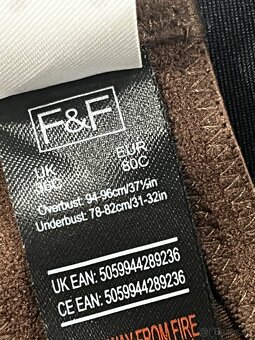 F&F
UK EUR
36C 80C
Overbust: 94-96cm/37½in
Underbust: 78-82cm/31-32in
UK EAN: 5059944289236
CE EAN: 5059944289236
AWAY FROM FIRE